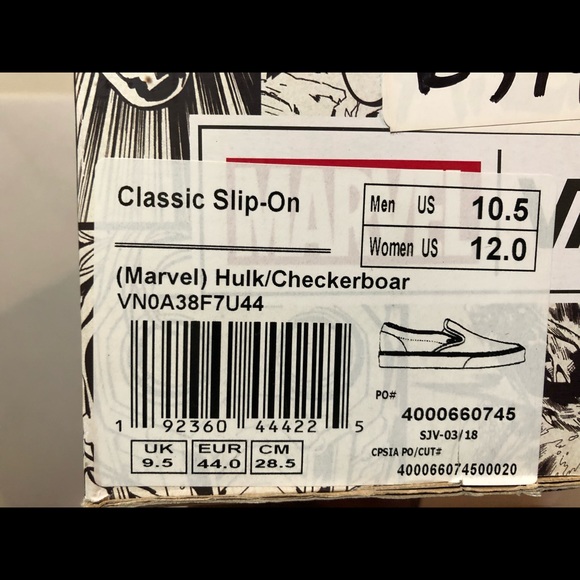 MARVEL
Classic Slip-On
Men US 10.5
Women US 12.0
(Marvel) Hulk/Checkerboar
VN0A38F7U44
1 92360 44422 5
PO#
4000660745
SJV-03/18
CPSIA PO/CUT#
400066074500020
UK EUR CM
9.5 44.0 28.5